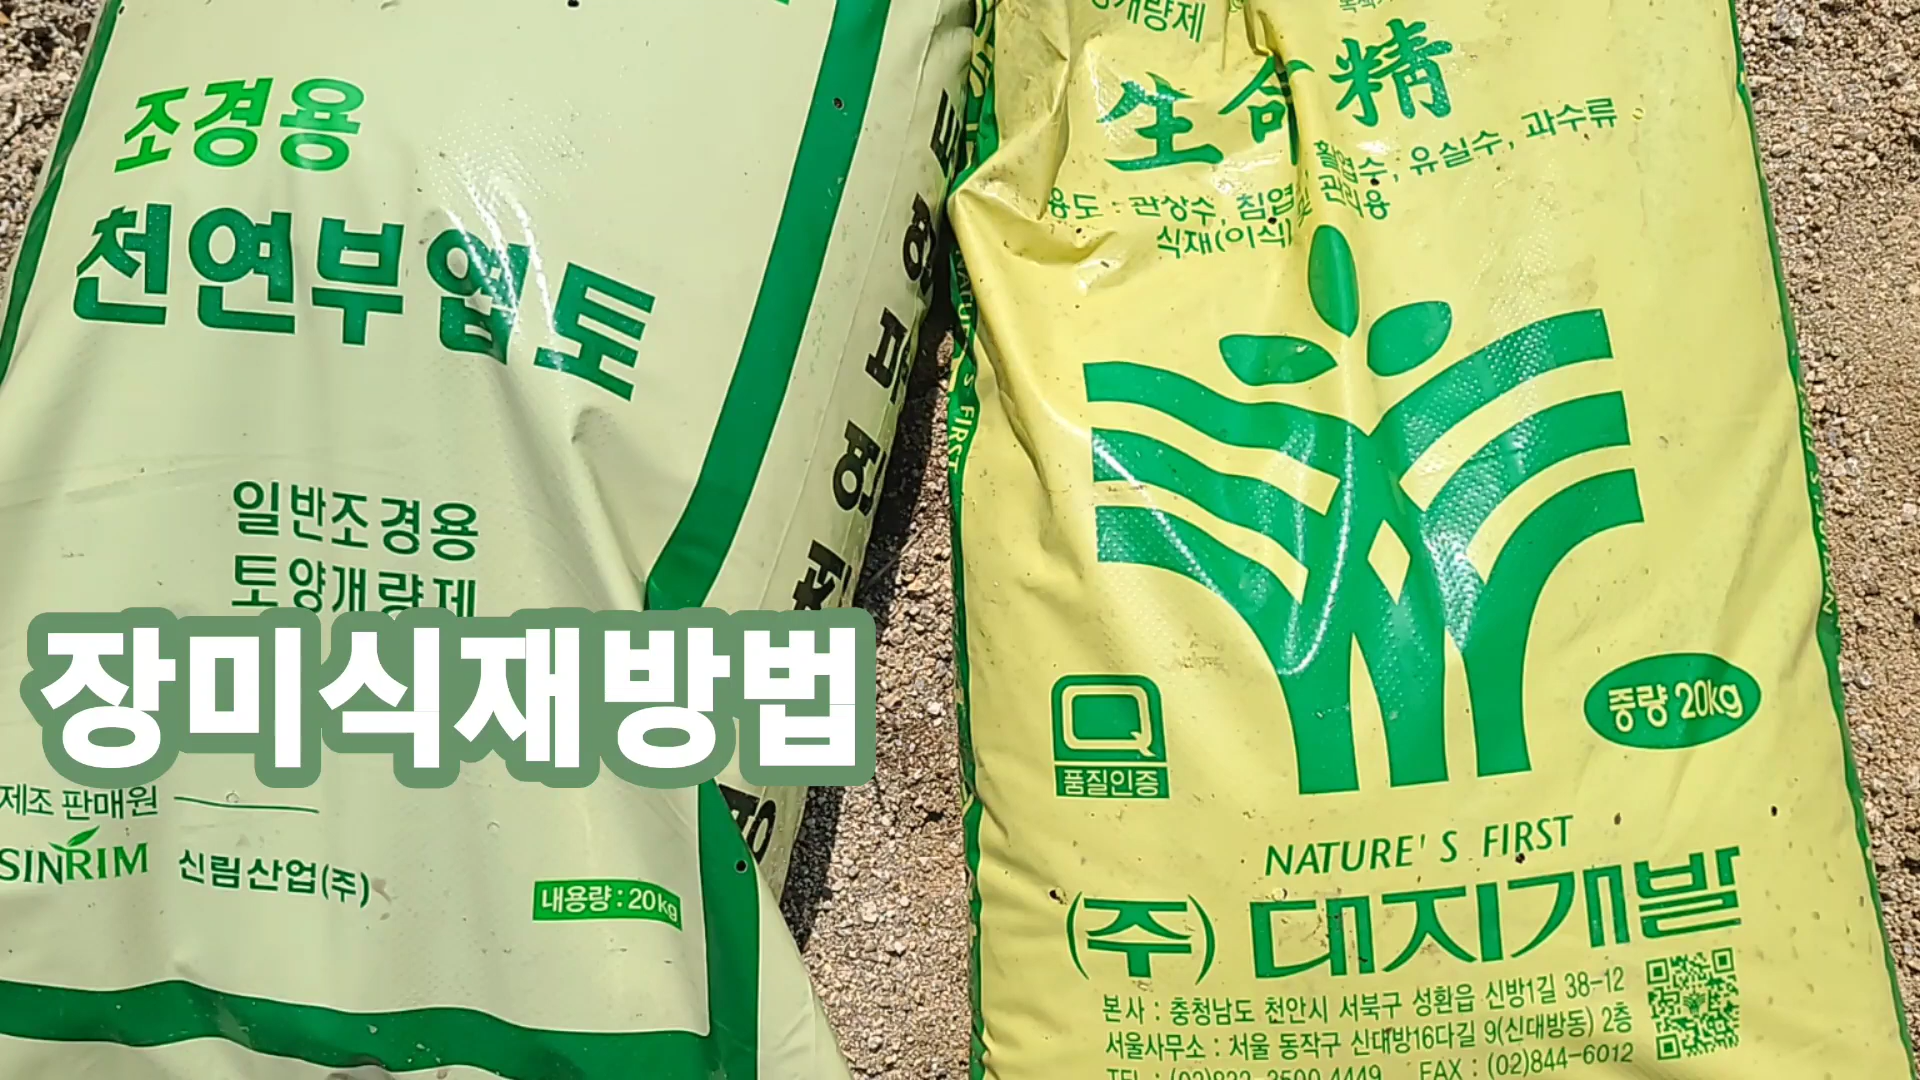 조경용
천연부엽토
일반조경용
토양개량제
장미식재방법
제조 판매원
SINRIM 신림산업(주)
내용량:20kg
개량제
生命精
용도 : 관상수, 침엽수, 활엽수, 유실수, 과수류
식재(이식) 관리용
중량 20kg
Q
품질인증
NATURE'S FIRST
(주)대지개발
본사 : 충청남도 천안시 서북구 성환읍 신방1길 38-12
서울사무소 : 서울 동작구 신대방16다길 9(신대방동) 2층
FAX : (02)844-6012